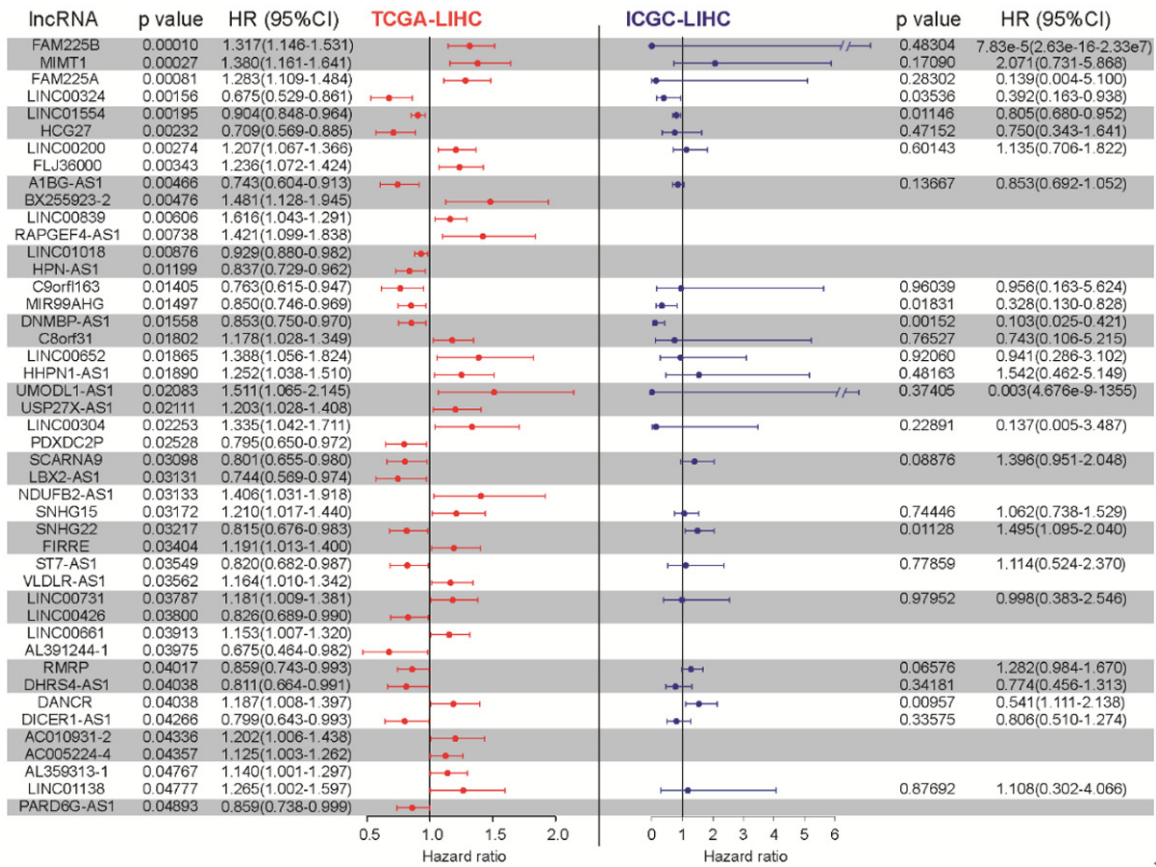 lncRNA p value HR (95%CI) TCGA-LIHC ICGC-LIHC p value HR (95%CI)
FAM225B 0.00010 1.317(1.146-1.531) 0.48304 7.83e-5(2.63e-16-2.33e7)
MIMT1 0.00027 1.380(1.161-1.641) 0.17090 2.071(0.731-5.868)
FAM225A 0.00081 1.283(1.109-1.484) 0.28302 0.139(0.004-5.100)
LINC00324 0.00156 0.675(0.529-0.861) 0.03536 0.392(0.163-0.938)
LINC01554 0.00195 0.904(0.848-0.964) 0.01146 0.805(0.680-0.952)
HCG27 0.00232 0.709(0.569-0.885) 0.47152 0.750(0.343-1.641)
LINC00200 0.00274 1.207(1.067-1.366) 0.60143 1.135(0.706-1.822)
FLJ36000 0.00343 1.236(1.072-1.424)
A1BG-AS1 0.00466 0.743(0.604-0.913) 0.13667 0.853(0.692-1.052)
BX255923-2 0.00476 1.481(1.128-1.945)
LINC00839 0.00606 1.616(1.043-1.291)
RAPGEF4-AS1 0.00738 1.421(1.099-1.838)
LINC01018 0.00876 0.929(0.880-0.982)
HPN-AS1 0.01199 0.837(0.729-0.962)
C9orfl163 0.01405 0.763(0.615-0.947) 0.96039 0.956(0.163-5.624)
MIR99AHG 0.01497 0.850(0.746-0.969) 0.01831 0.328(0.130-0.828)
DNMBP-AS1 0.01558 0.853(0.750-0.970) 0.00152 0.103(0.025-0.421)
C8orf31 0.01802 1.178(1.028-1.349) 0.76527 0.743(0.106-5.215)
LINC00652 0.01865 1.388(1.056-1.824) 0.92060 0.941(0.286-3.102)
HHPN1-AS1 0.01890 1.252(1.038-1.510) 0.48163 1.542(0.462-5.149)
UMODL1-AS1 0.02083 1.511(1.065-2.145) 0.37405 0.003(4.676e-9-1355)
USP27X-AS1 0.02111 1.203(1.028-1.408)
LINC00304 0.02253 1.335(1.042-1.711) 0.22891 0.137(0.005-3.487)
PDXDC2P 0.02528 0.795(0.650-0.972)
SCARNA9 0.03098 0.801(0.655-0.980) 0.08876 1.396(0.951-2.048)
LBX2-AS1 0.03131 0.744(0.569-0.974)
NDUFB2-AS1 0.03133 1.406(1.031-1.918)
SNHG15 0.03172 1.210(1.017-1.440) 0.74446 1.062(0.738-1.529)
SNHG22 0.03217 0.815(0.676-0.983) 0.01128 1.495(1.095-2.040)
FIRRE 0.03404 1.191(1.013-1.400)
ST7-AS1 0.03549 0.820(0.682-0.987) 0.77859 1.114(0.524-2.370)
VLDLR-AS1 0.03562 1.164(1.010-1.342)
LINC00731 0.03787 1.181(1.009-1.381) 0.97952 0.998(0.383-2.546)
LINC00426 0.03800 0.826(0.689-0.990)
LINC00661 0.03913 1.153(1.007-1.320)
AL391244-1 0.03975 0.675(0.464-0.982)
RMRP 0.04017 0.859(0.743-0.993) 0.06576 1.282(0.984-1.670)
DHRS4-AS1 0.04038 0.811(0.664-0.991) 0.34181 0.774(0.456-1.313)
DANCR 0.04038 1.187(1.008-1.397) 0.00957 0.541(1.111-2.138)
DICER1-AS1 0.04266 0.799(0.643-0.993) 0.33575 0.806(0.510-1.274)
AC010931-2 0.04336 1.202(1.006-1.438)
AC005224-4 0.04357 1.125(1.003-1.262)
AL359313-1 0.04767 1.140(1.001-1.297)
LINC01138 0.04777 1.265(1.002-1.597) 0.87692 1.108(0.302-4.066)
PARD6G-AS1 0.04893 0.859(0.738-0.999)
0.5 1.0 1.5 2.0 0 1 2 3 4 5 6
Hazard ratio Hazard ratio